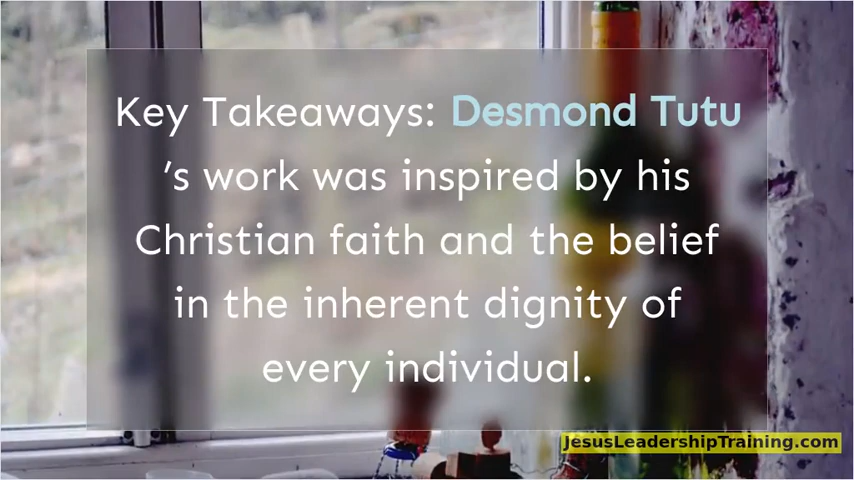 Key Takeaways: Desmond Tutu
’s work was inspired by his
Christian faith and the belief
in the inherent dignity of
every individual.
JesusLeadershipTraining.com